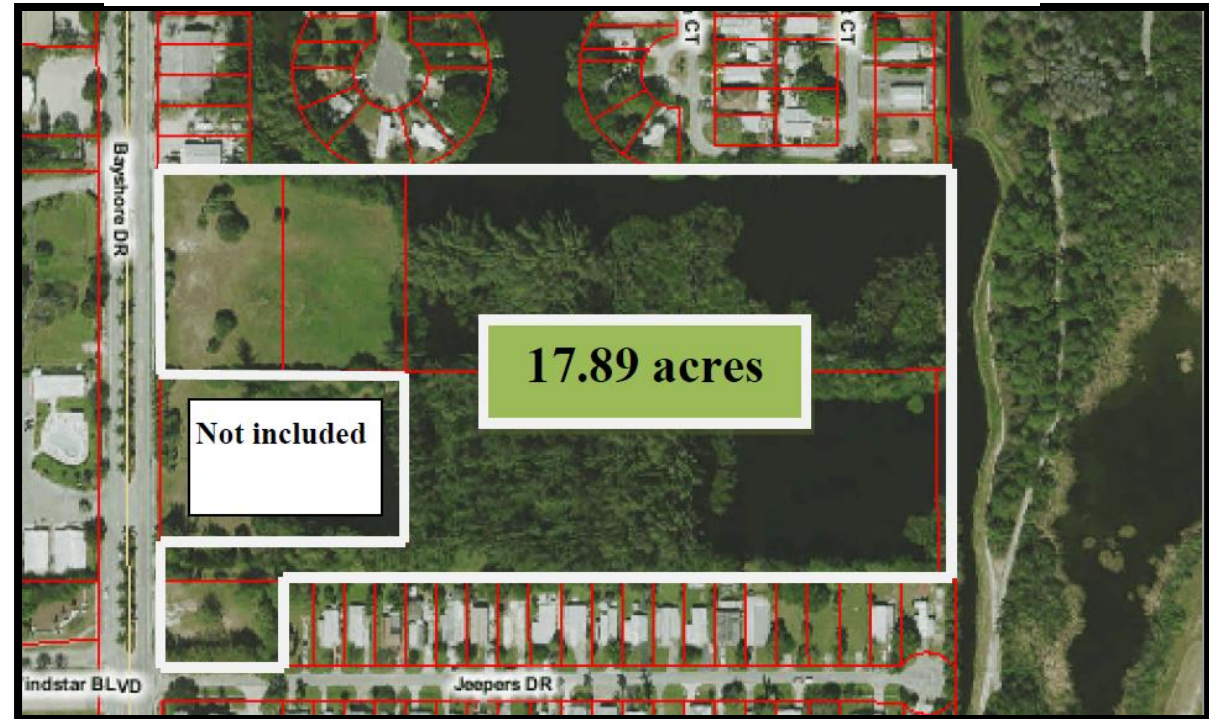 CT
CT
Bayshore DR
17.89 acres
Not included
indstar BLVD
Jeepers DR